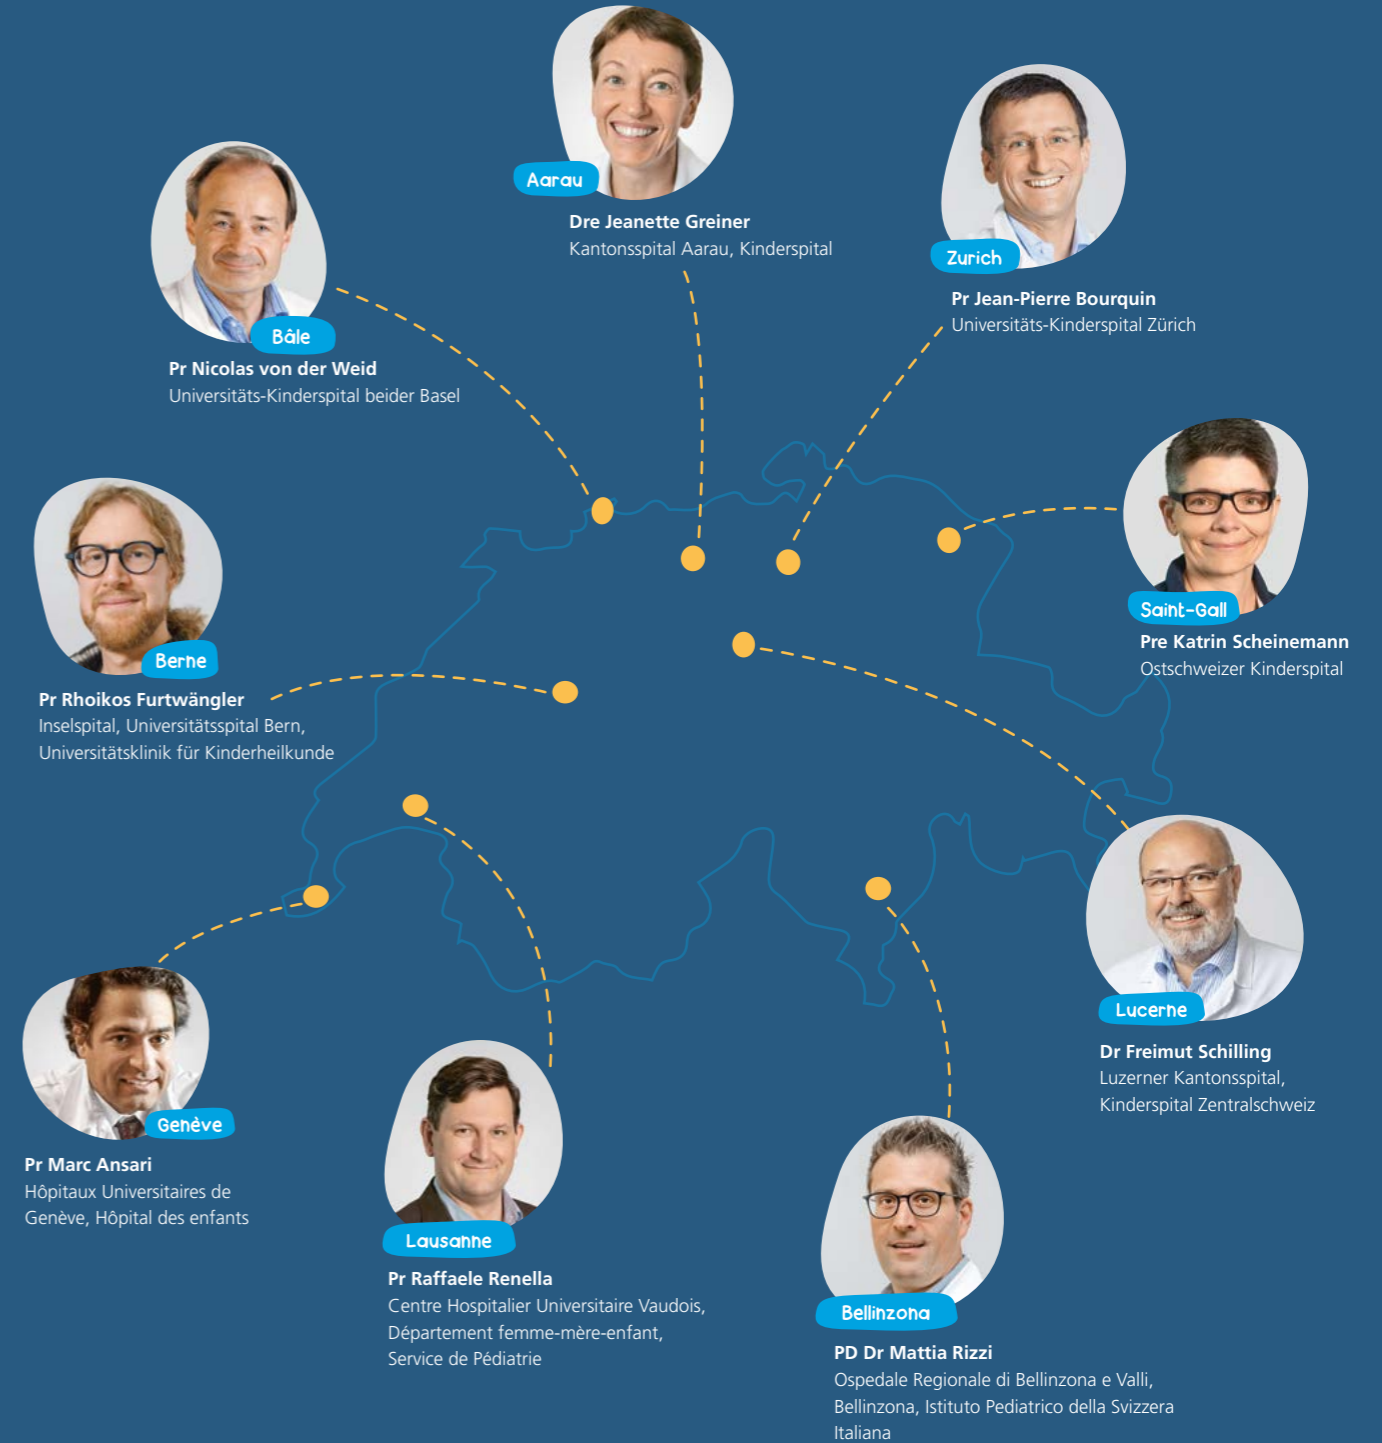 Aarau
Dre Jeanette Greiner
Kantonsspital Aarau, Kinderspital
Zurich
Pr Jean-Pierre Bourquin
Universitäts-Kinderspital Zürich
Bâle
Pr Nicolas von der Weid
Universitäts-Kinderspital beider Basel
Saint-Gall
Pre Katrin Scheinemann
Ostschweizer Kinderspital
Berne
Pr Rhoikos Furtwängler
Inselspital, Universitätsspital Bern,
Universitätsklinik für Kinderheilkunde
Lucerne
Dr Freimut Schilling
Luzerner Kantonsspital,
Kinderspital Zentralschweiz
Genève
Pr Marc Ansari
Hôpitaux Universitaires de
Genève, Hôpital des enfants
Lausanne
Pr Raffaele Renella
Centre Hospitalier Universitaire Vaudois,
Département femme-mère-enfant,
Service de Pédiatrie
Bellinzona
PD Dr Mattia Rizzi
Ospedale Regionale di Bellinzona e Valli,
Bellinzona, Istituto Pediatrico della Svizzera
Italiana